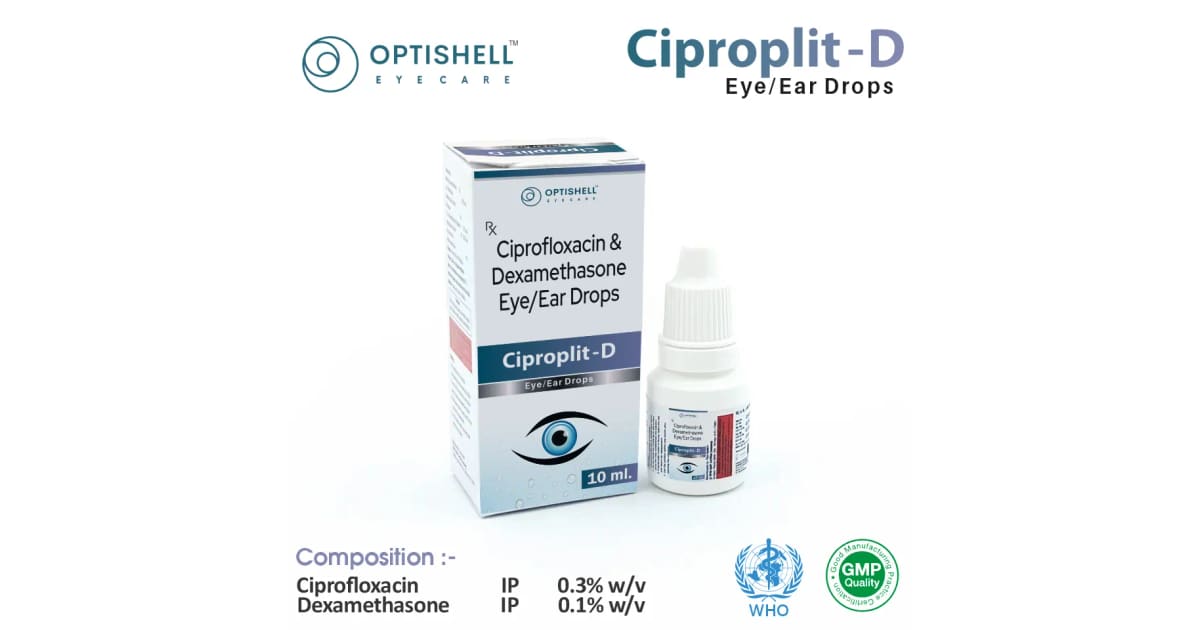 OPTISHELL™
EYECARE
Ciproplit-D
Eye/Ear Drops
Ciproplit-D
OPTISHELL
EYECARE
Rx
Ciprofloxacin &
Dexamethasone
Eye/Ear Drops
Ciproplit-D
Eye/Ear Drops
10 ml.
OPTISHELL
Ciprofloxacin &
Dexamethasone
Eye/Ear Drops
Ciproplit-D
Composition :-
Ciprofloxacin IP 0.3% w/v
Dexamethasone IP 0.1% w/v
WHO
Good Manufacturing Practice Certification
GMP
Quality